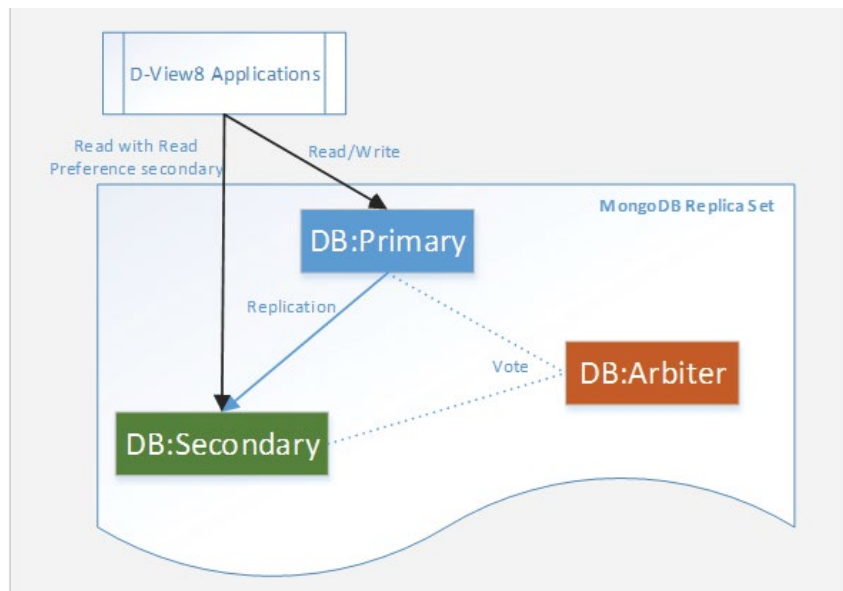 D-View8 Applications
Read with Read
Preference secondary
Read/Write
MongoDB Replica Set
DB:Primary
Replication
Vote
DB:Arbiter
DB:Secondary